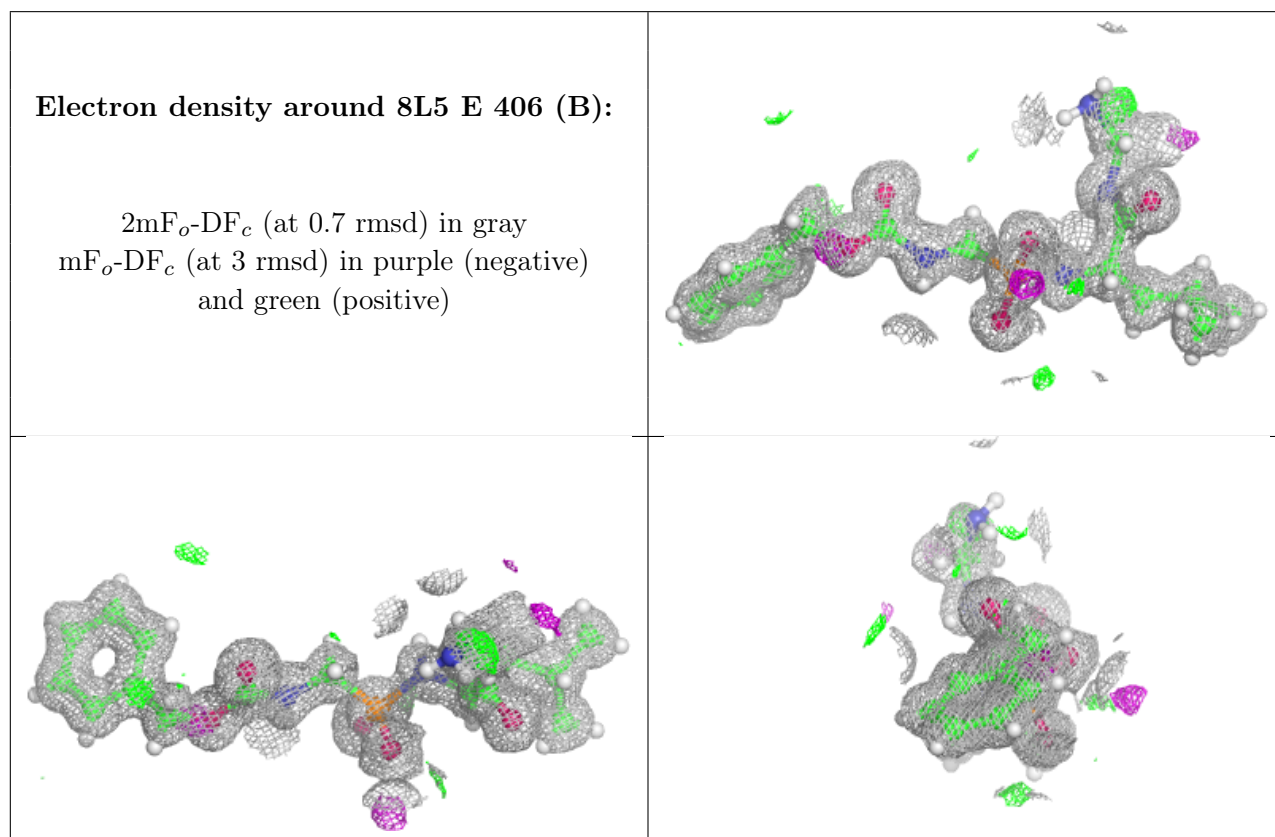 Electron density around 8L5 E 406 (B):
2mFo-DFc (at 0.7 rmsd) in gray
mFo-DFc (at 3 rmsd) in purple (negative)
and green (positive)